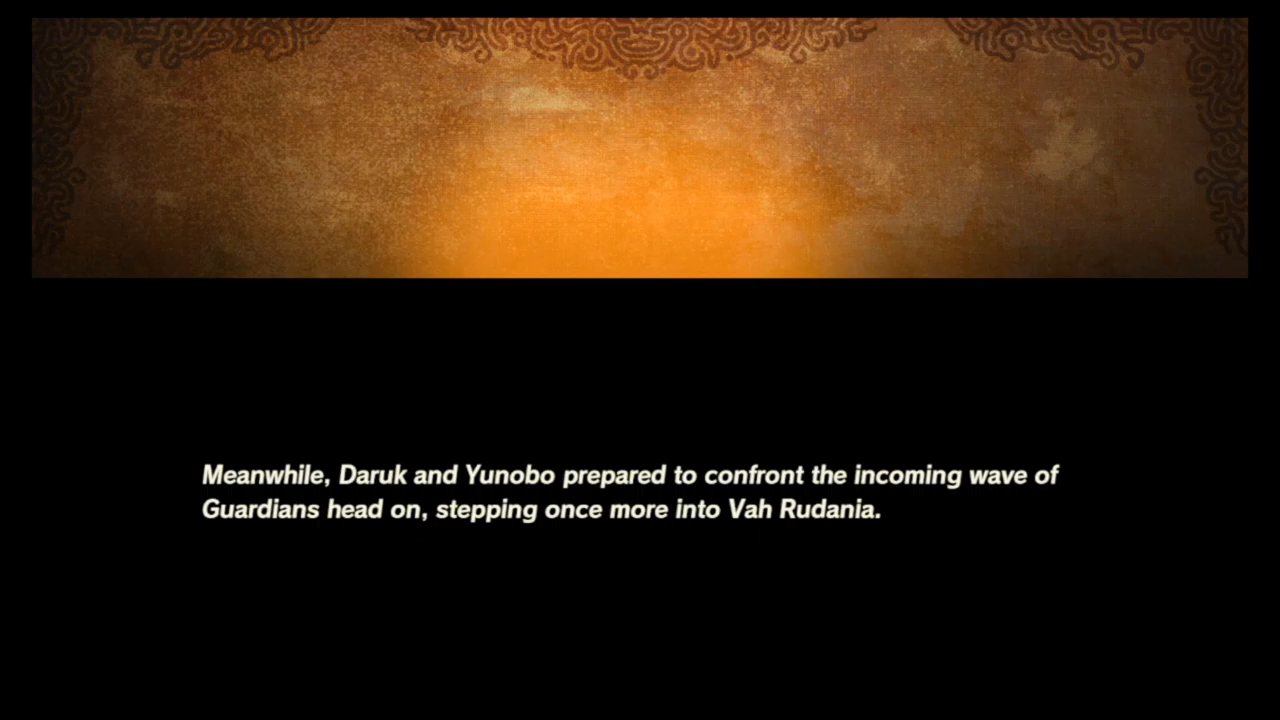 Meanwhile, Daruk and Yunobo prepared to confront the incoming wave of
Guardians head on, stepping once more into Vah Rudania.